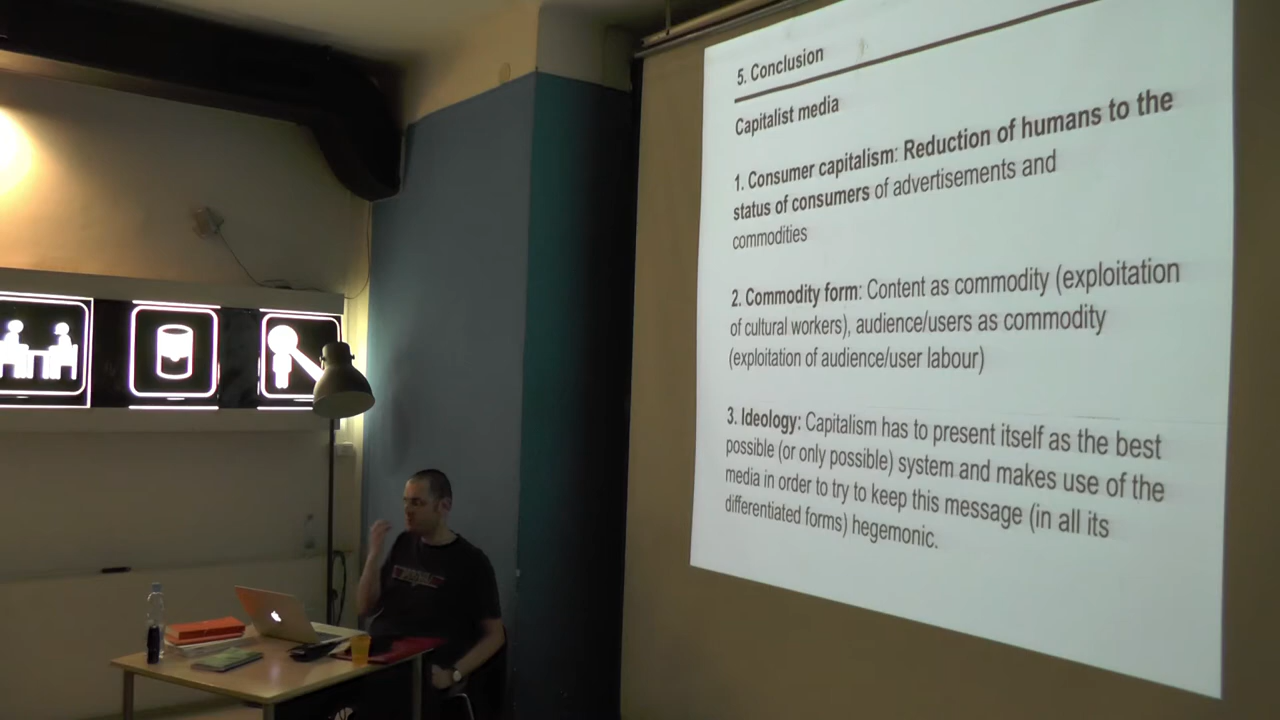 5. Conclusion
Capitalist media
1. Consumer capitalism: Reduction of humans to the
status of consumers of advertisements and
commodities
2. Commodity form: Content as commodity (exploitation
of cultural workers), audience/users as commodity
(exploitation of audience/user labour)
3. Ideology: Capitalism has to present itself as the best
possible (or only possible) system and makes use of the
media in order to try to keep this message (in all its
differentiated forms) hegemonic.